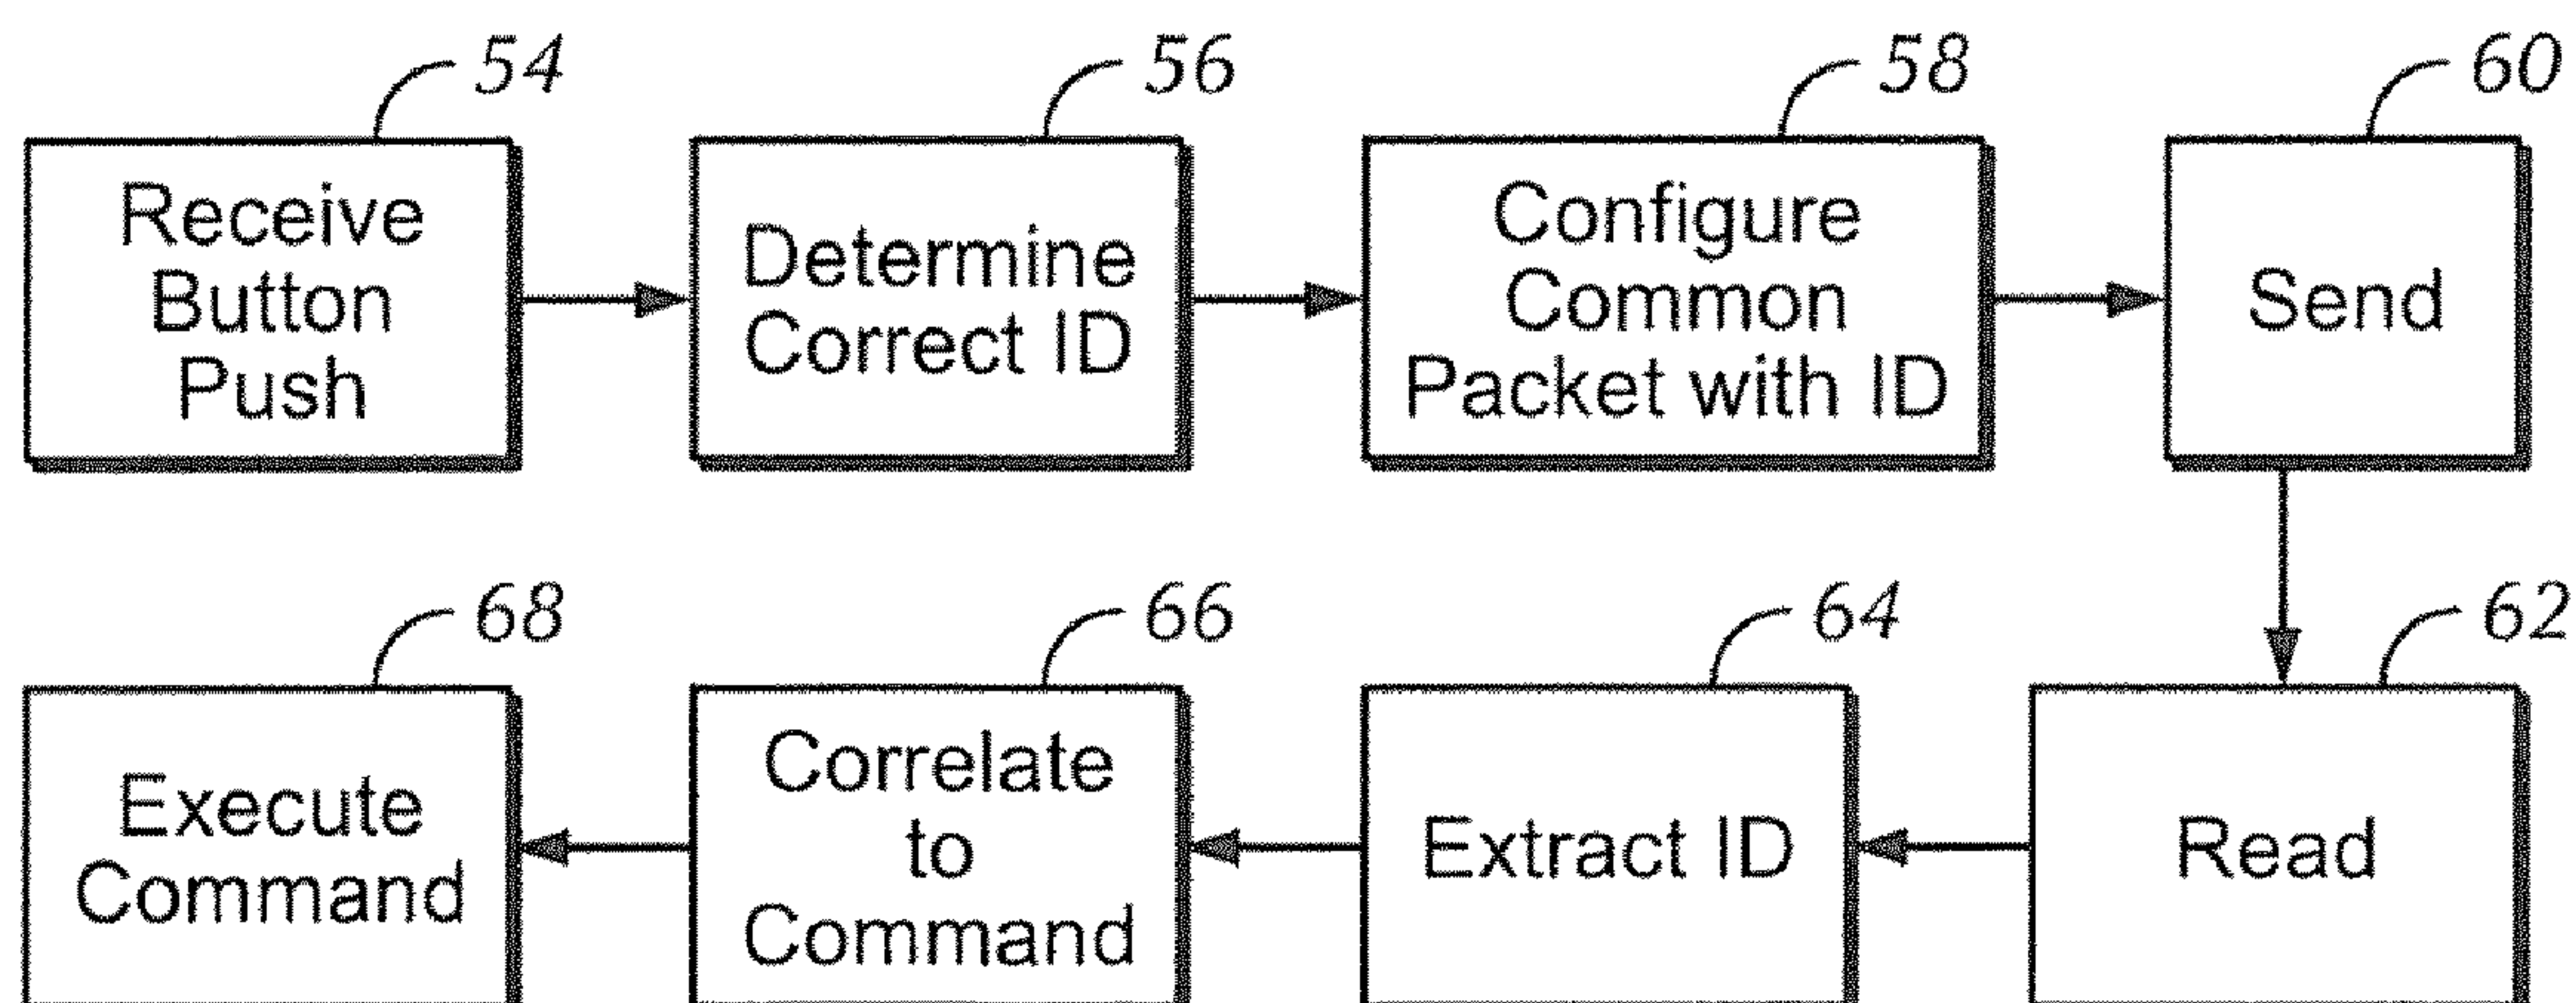 54
Receive
Button
Push
56
Determine
Correct ID
58
Configure
Common
Packet with ID
60
Send
62
Read
64
Extract ID
66
Correlate
to
Command
68
Execute
Command